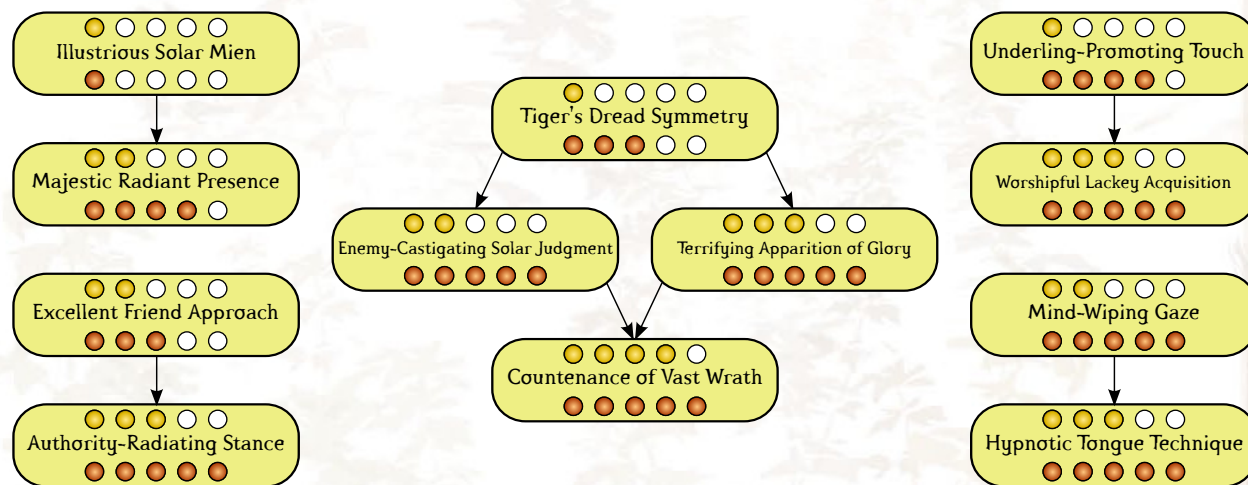 Illustrious Solar Mien
Majestic Radiant Presence
Excellent Friend Approach
Authority-Radiating Stance
Tiger's Dread Symmetry
Enemy-Castigating Solar Judgment
Terrifying Apparition of Glory
Countenance of Vast Wrath
Underling-Promoting Touch
Worshipful Lackey Acquisition
Mind-Wiping Gaze
Hypnotic Tongue Technique